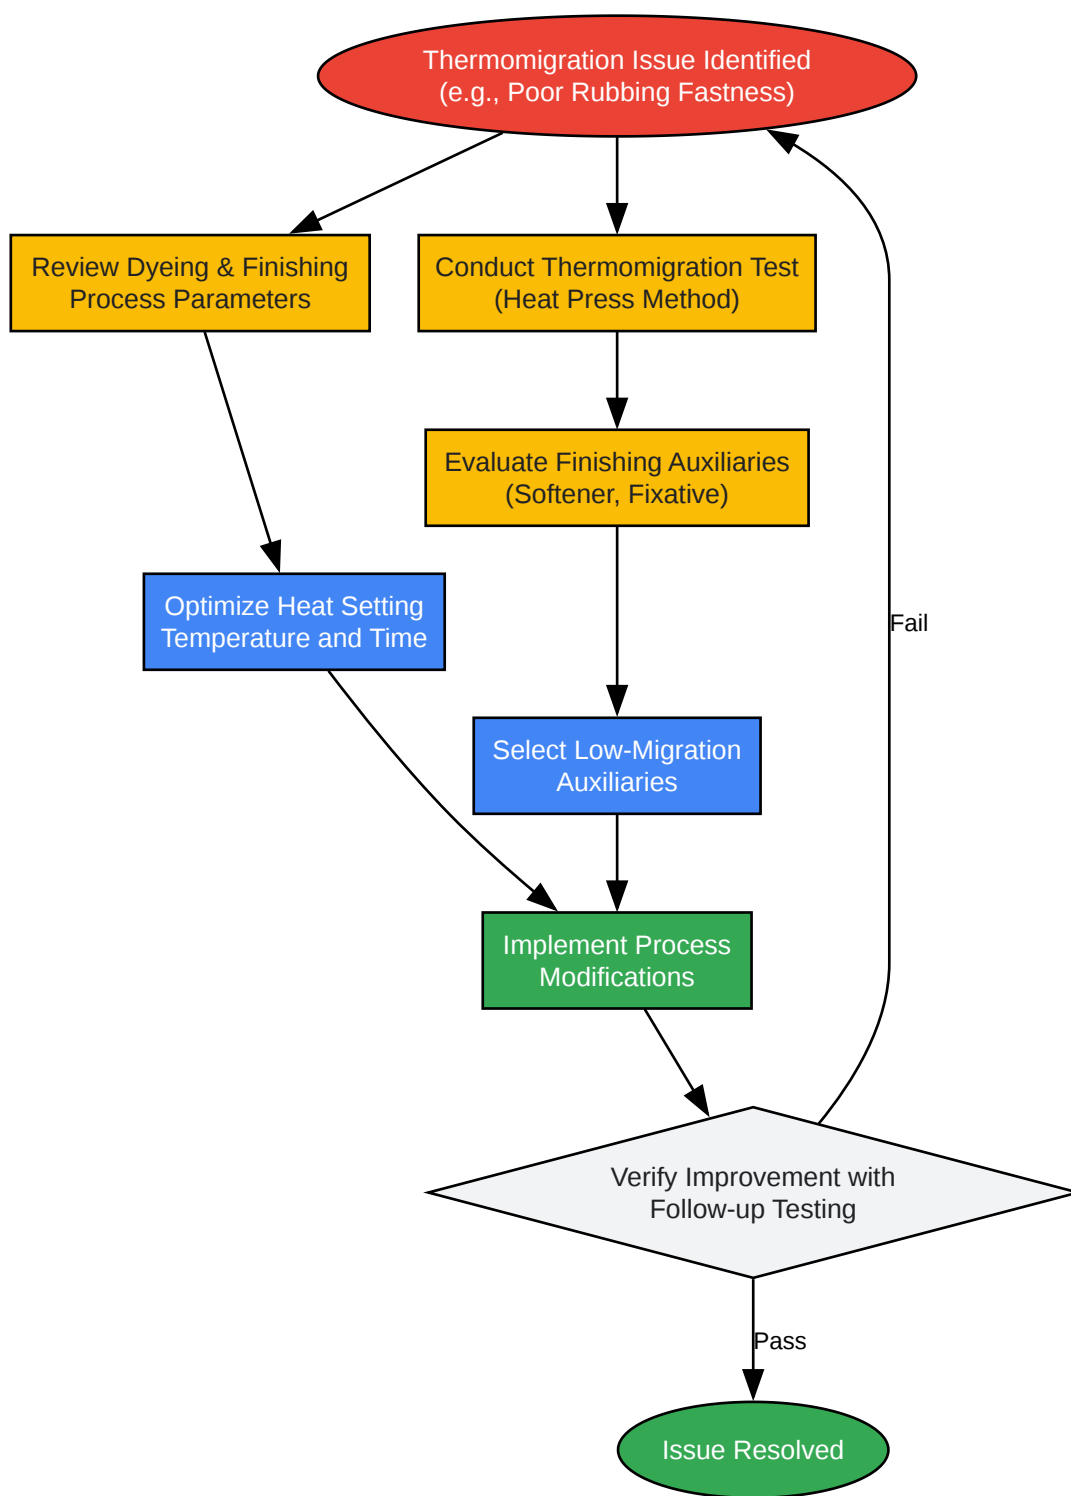 Thermomigration Issue Identified
(e.g., Poor Rubbing Fastness)
Review Dyeing & Finishing
Process Parameters
Conduct Thermomigration Test
(Heat Press Method)
Evaluate Finishing Auxiliaries
(Softener, Fixative)
Optimize Heat Setting
Temperature and Time
Fail
Select Low-Migration
Auxiliaries
Implement Process
Modifications
Verify Improvement with
Follow-up Testing
Pass
Issue Resolved